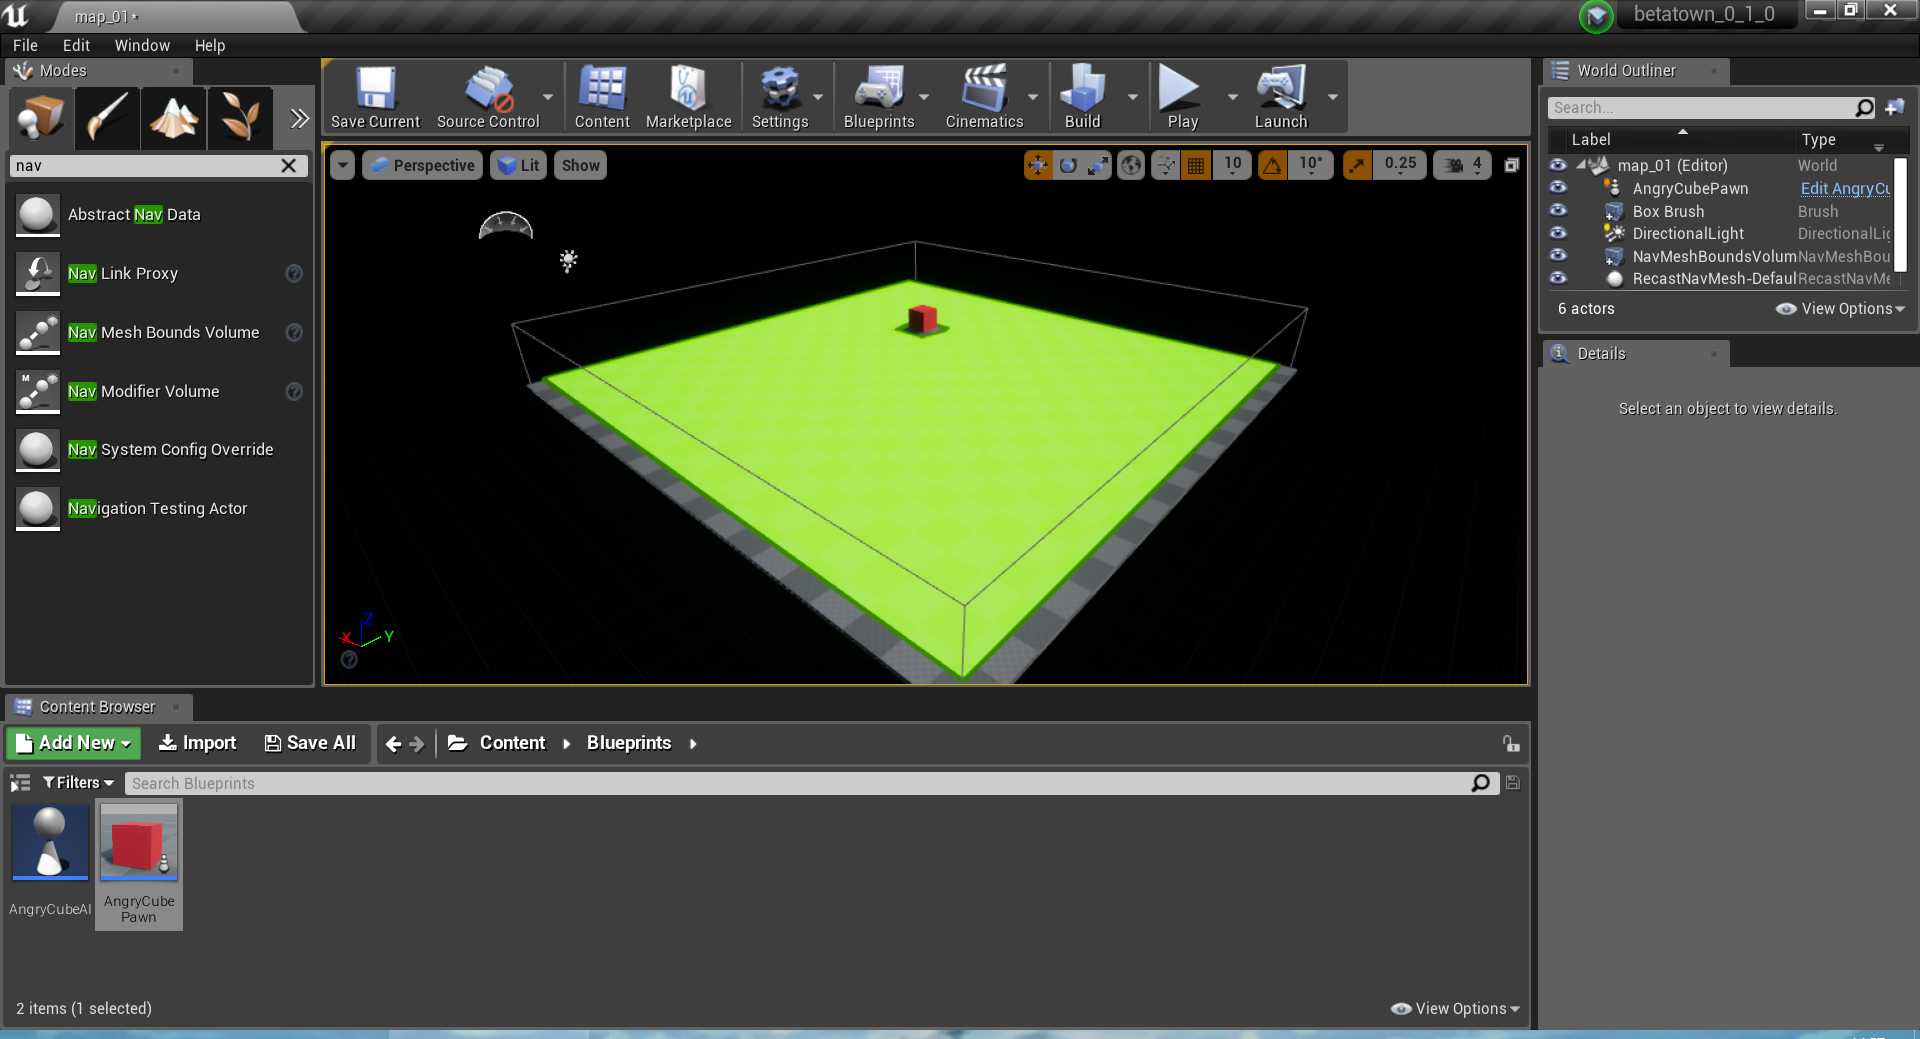 map_01*
betatown_0_1_0
File Edit Window Help
Modes
nav
Abstract Nav Data
Nav Link Proxy
Nav Mesh Bounds Volume
M
Nav Modifier Volume
Nav System Config Override
Navigation Testing Actor
Save Current Source Control Content Marketplace Settings Blueprints Cinematics Build Play Launch
Perspective Lit Show 10 10° 0.25 4
Z
X Y
World Outliner
Search...
Label Type
map_01 (Editor) World
AngryCubePawn Edit AngryCu
Box Brush Brush
DirectionalLight DirectionalLig
NavMeshBoundsVolum NavMeshBou
RecastNavMesh-Defaul RecastNavMe
6 actors View Options
Details
Select an object to view details.
Content Browser
Add New Import Save All Content Blueprints
Filters Search Blueprints
AngryCubeAI
AngryCube
Pawn
2 items (1 selected) View Options